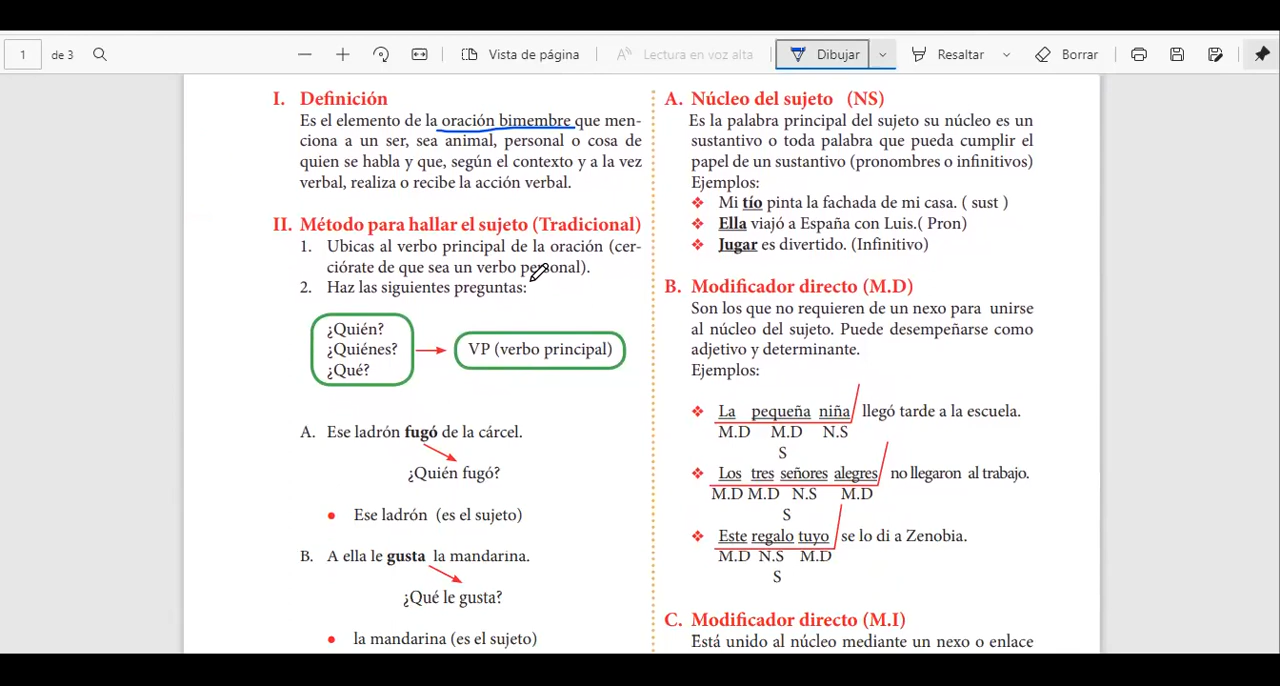 1 de 3 Vista de página Lectura en voz alta Dibujar Resaltar Borrar
I. Definición
Es el elemento de la oración bimembre que men-
ciona a un ser, sea animal, personal o cosa de
quien se habla y que, según el contexto y a la vez
verbal, realiza o recibe la acción verbal.
II. Método para hallar el sujeto (Tradicional)
1. Ubicas al verbo principal de la oración (cer-
ciórate de que sea un verbo personal).
2. Haz las siguientes preguntas:
¿Quién?
¿Quiénes?
¿Qué?
VP (verbo principal)
A. Ese ladrón fugó de la cárcel.
¿Quién fugó?
• Ese ladrón (es el sujeto)
B. A ella le gusta la mandarina.
¿Qué le gusta?
• la mandarina (es el sujeto)
A. Núcleo del sujeto (NS)
Es la palabra principal del sujeto su núcleo es un
sustantivo o toda palabra que pueda cumplir el
papel de un sustantivo (pronombres o infinitivos)
Ejemplos:
❖ Mi tío pinta la fachada de mi casa. ( sust )
❖ Ella viajó a España con Luis.( Pron)
❖ Jugar es divertido. (Infinitivo)
B. Modificador directo (M.D)
Son los que no requieren de un nexo para unirse
al núcleo del sujeto. Puede desempeñarse como
adjetivo y determinante.
Ejemplos:
❖ La pequeña niña llegó tarde a la escuela.
M.D M.D N.S
S
❖ Los tres señores alegres no llegaron al trabajo.
M.D M.D N.S M.D
S
❖ Este regalo tuyo se lo di a Zenobia.
M.D N.S M.D
S
C. Modificador directo (M.I)
Está unido al núcleo mediante un nexo o enlace